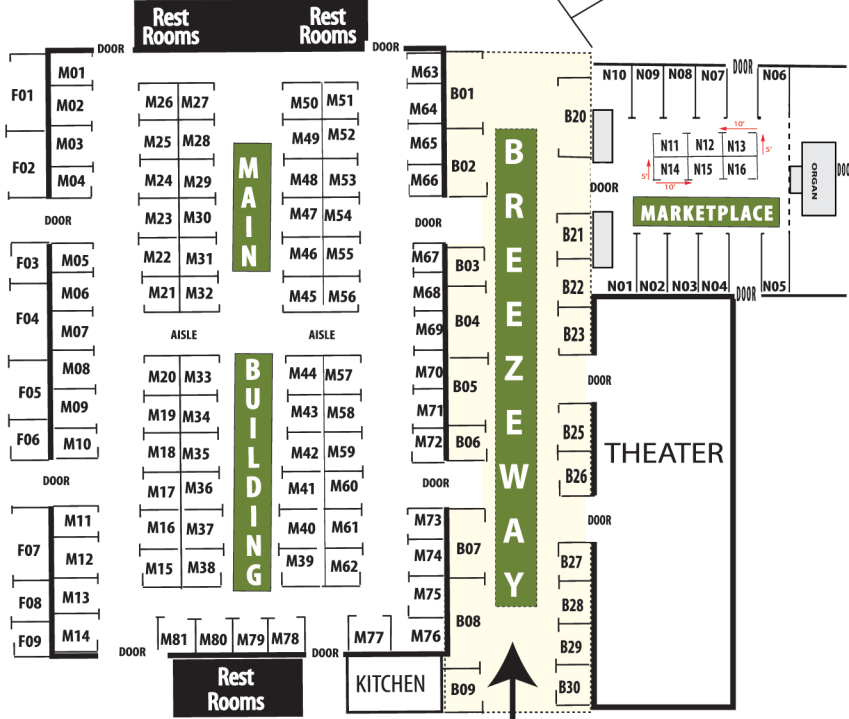 Rest
Rooms
Rest
Rooms
DOOR
DOOR
F01
M01
M02
F02
M03
M04
DOOR
F03
M05
F04
M06
M07
F05
M08
M09
F06
M10
DOOR
F07
M11
M12
F08
M13
F09
M14
DOOR
M26 M27
M25 M28
M24 M29
M23 M30
M22 M31
M21 M32
AISLE
M20 M33
M19 M34
M18 M35
M17 M36
M16 M37
M15 M38
MAIN
BUILDING
M50 M51
M49 M52
M48 M53
M47 M54
M46 M55
M45 M56
AISLE
M44 M57
M43 M58
M42 M59
M41 M60
M40 M61
M39 M62
M81 M80 M79 M78
Rest
Rooms
DOOR
M77 M76
KITCHEN
M63
M64
M65
M66
DOOR
M67
M68
M69
M70
M71
M72
DOOR
M73
M74
M75
B01
B02
B03
B04
B05
B06
B07
B08
B09
BREEZEWAY
B20
DOOR
B21
B22
B23
DOOR
B25
B26
DOOR
B27
B28
B29
B30
THEATER
N10 N09 N08 N07 DOOR N06
10'
N11 N12 N13
5'
N14 N15 N16
5'
10'
MARKETPLACE
ORGAN
N01 N02 N03 N04 DOOR N05